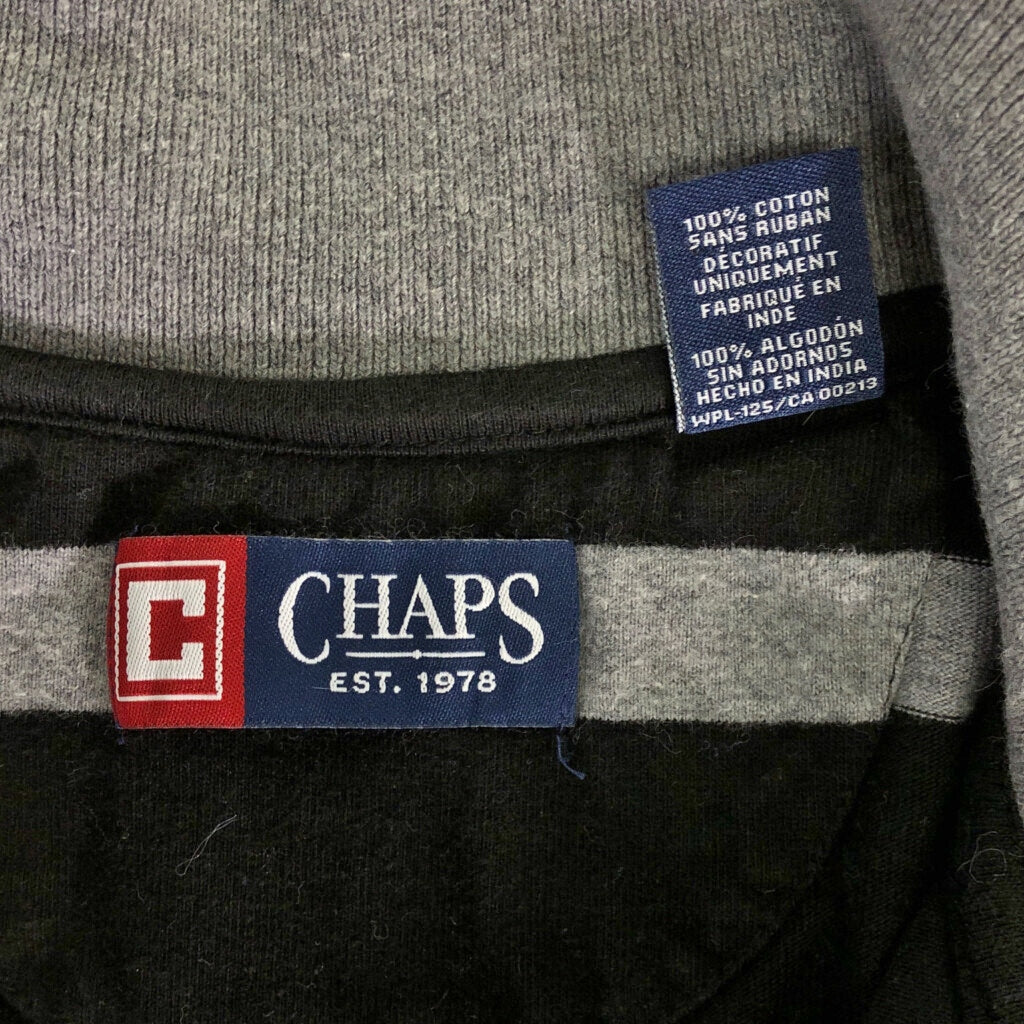 100% COTON
SANS RUBAN
DÉCORATIF
UNIQUEMENT
FABRIQUÉ EN
INDE
100% ALGODÓN
SIN ADORNOS
HECHO EN INDIA
WPL-125/CA 00213
C
CHAPS
EST. 1978